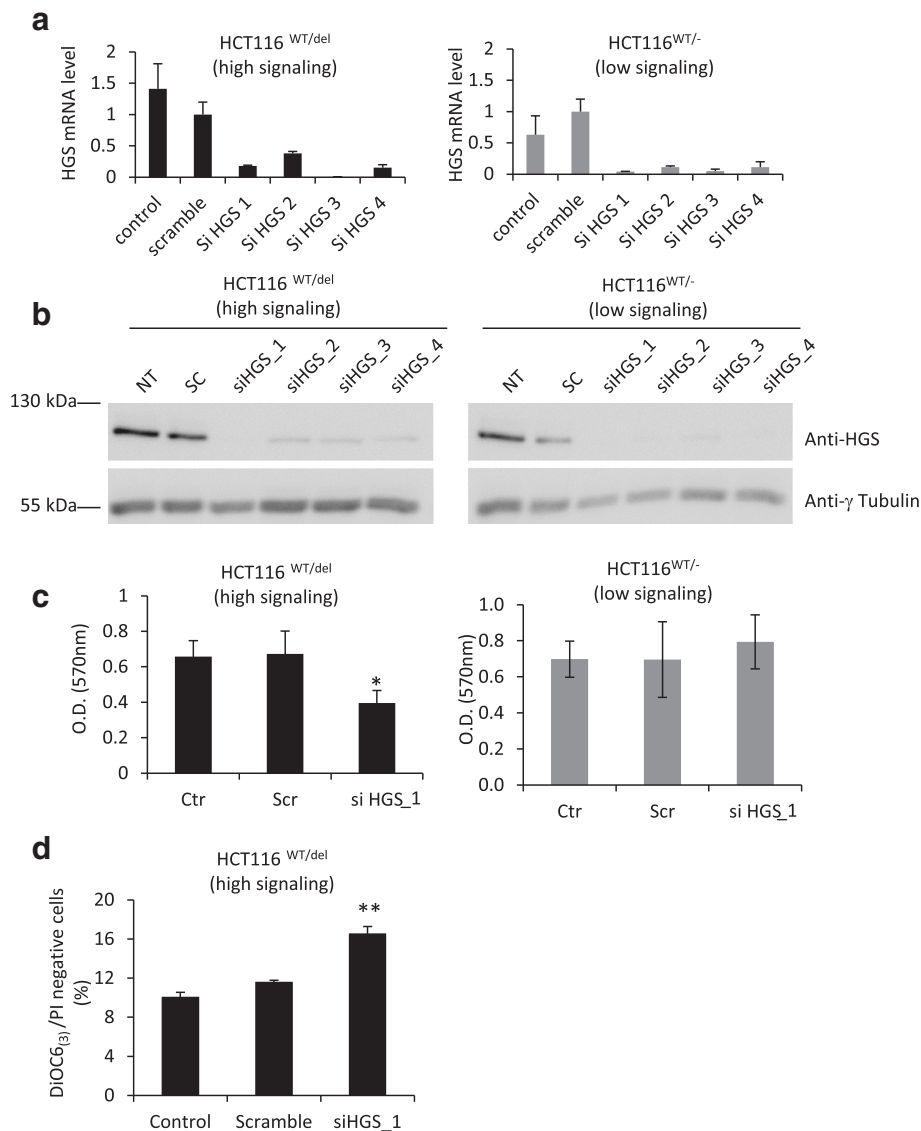 a
HCT116 WT/del
(high signaling)
HCT116WT/-
(low signaling)
HGS mRNA level
2
1.5
1
0.5
0
control
scramble
Si HGS 1
Si HGS 2
Si HGS 3
Si HGS 4
HGS mRNA level
2
1.5
1
0.5
0
control
scramble
Si HGS 1
Si HGS 2
Si HGS 3
Si HGS 4
b
HCT116 WT/del
(high signaling)
HCT116WT/-
(low signaling)
NT
SC
siHGS_1
siHGS_2
siHGS_3
siHGS_4
NT
SC
siHGS_1
siHGS_2
siHGS_3
siHGS_4
130 kDa
Anti-HGS
55 kDa
Anti-γ Tubulin
c
HCT116 WT/del
(high signaling)
HCT116WT/-
(low signaling)
O.D. (570nm)
1
0.8
0.6
0.4
0.2
0
*
Ctr
Scr
si HGS_1
O.D. (570nm)
1.0
0.8
0.6
0.4
0.2
0.0
Ctr
Scr
si HGS_1
d
HCT116 WT/del
(high signaling)
DiOC6(3)/PI negative cells
(%)
20
16
12
8
4
0
**
Control
Scramble
siHGS_1